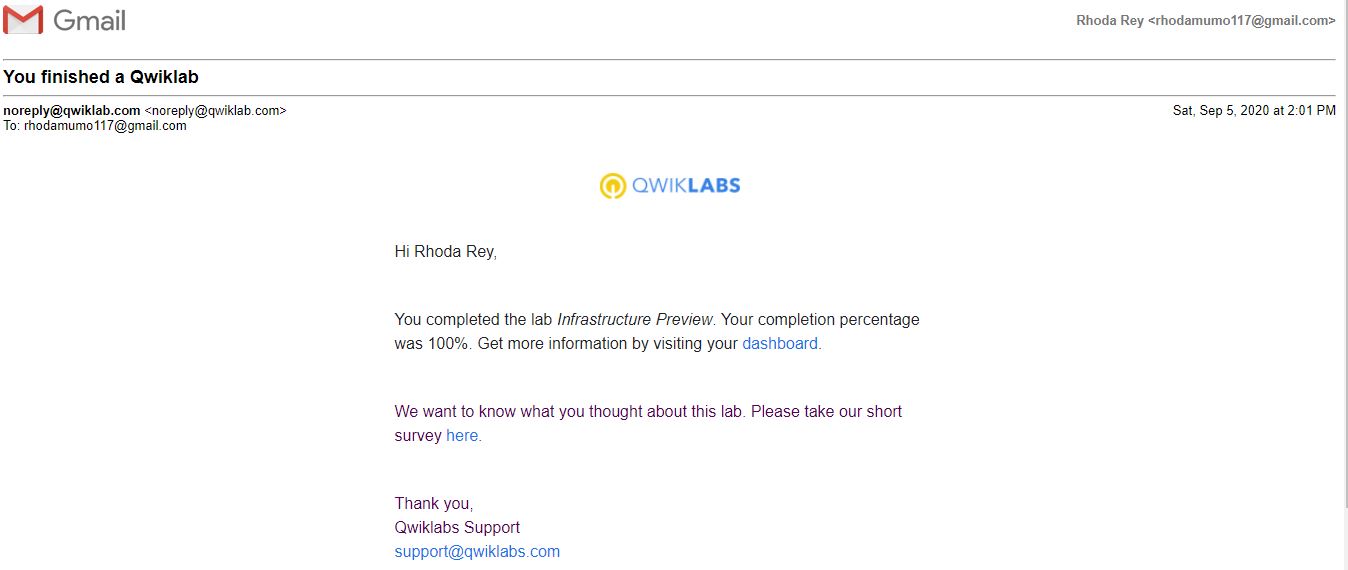 Gmail
Rhoda Rey <rhodamumo117@gmail.com>
You finished a Qwiklab
noreply@qwiklab.com <noreply@qwiklab.com>
Sat, Sep 5, 2020 at 2:01 PM
To: rhodamumo117@gmail.com
QWIKLABS
Hi Rhoda Rey,
You completed the lab Infrastructure Preview. Your completion percentage
was 100%. Get more information by visiting your dashboard.
We want to know what you thought about this lab. Please take our short
survey here.
Thank you,
Qwiklabs Support
support@qwiklabs.com